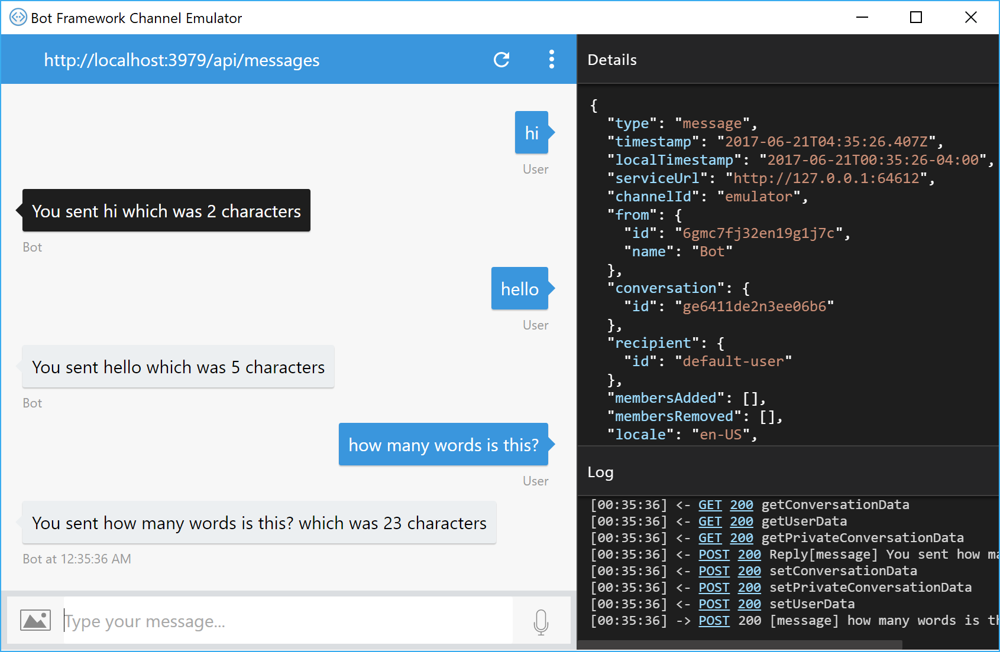 Bot Framework Channel Emulator
http://localhost:3979/api/messages
hi
User
You sent hi which was 2 characters
Bot
hello
User
You sent hello which was 5 characters
Bot
how many words is this?
User
You sent how many words is this? which was 23 characters
Bot at 12:35:36 AM
Type your message...
Details
{
"type": "message",
"timestamp": "2017-06-21T04:35:26.407Z",
"localTimestamp": "2017-06-21T00:35:26-04:00",
"serviceUrl": "http://127.0.0.1:64612",
"channelId": "emulator",
"from": {
"id": "6gmc7fj32en19g1j7c",
"name": "Bot"
},
"conversation": {
"id": "ge6411de2n3ee06b6"
},
"recipient": {
"id": "default-user"
},
"membersAdded": [],
"membersRemoved": [],
"locale": "en-US",
Log
[00:35:36] <- GET 200 getConversationData
[00:35:36] <- GET 200 getUserData
[00:35:36] <- GET 200 getPrivateConversationData
[00:35:36] <- POST 200 Reply[message] You sent how ma
[00:35:36] <- POST 200 setConversationData
[00:35:36] <- POST 200 setPrivateConversationData
[00:35:36] <- POST 200 setUserData
[00:35:36] -> POST 200 [message] how many words is th